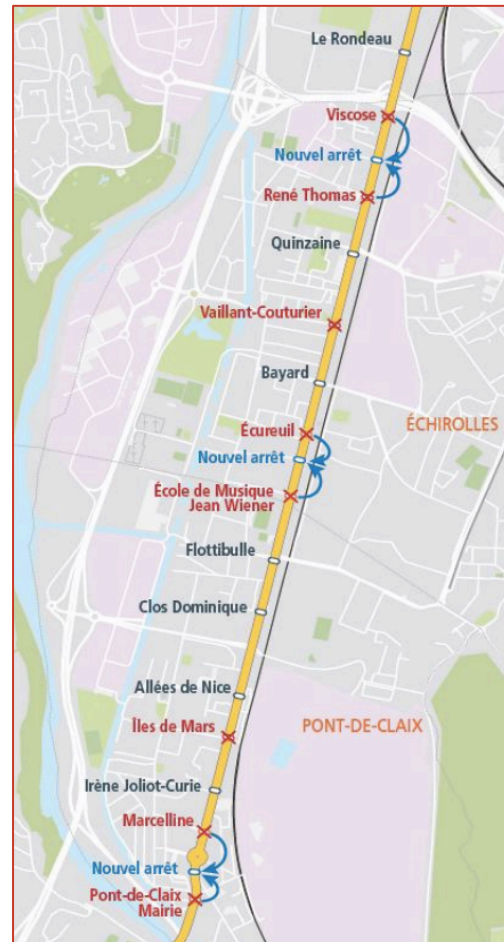 Le Rondeau
Viscose
Nouvel arrêt
René Thomas
Quinzaine
Vaillant-Couturier
Bayard
ÉCHIROLLES
Écureuil
Nouvel arrêt
École de Musique
Jean Wiener
Flottibulle
Clos Dominique
Allées de Nice
Îles de Mars
PONT-DE-CLAIX
Irène Joliot-Curie
Marcelline
Nouvel arrêt
Pont-de-Claix
Mairie